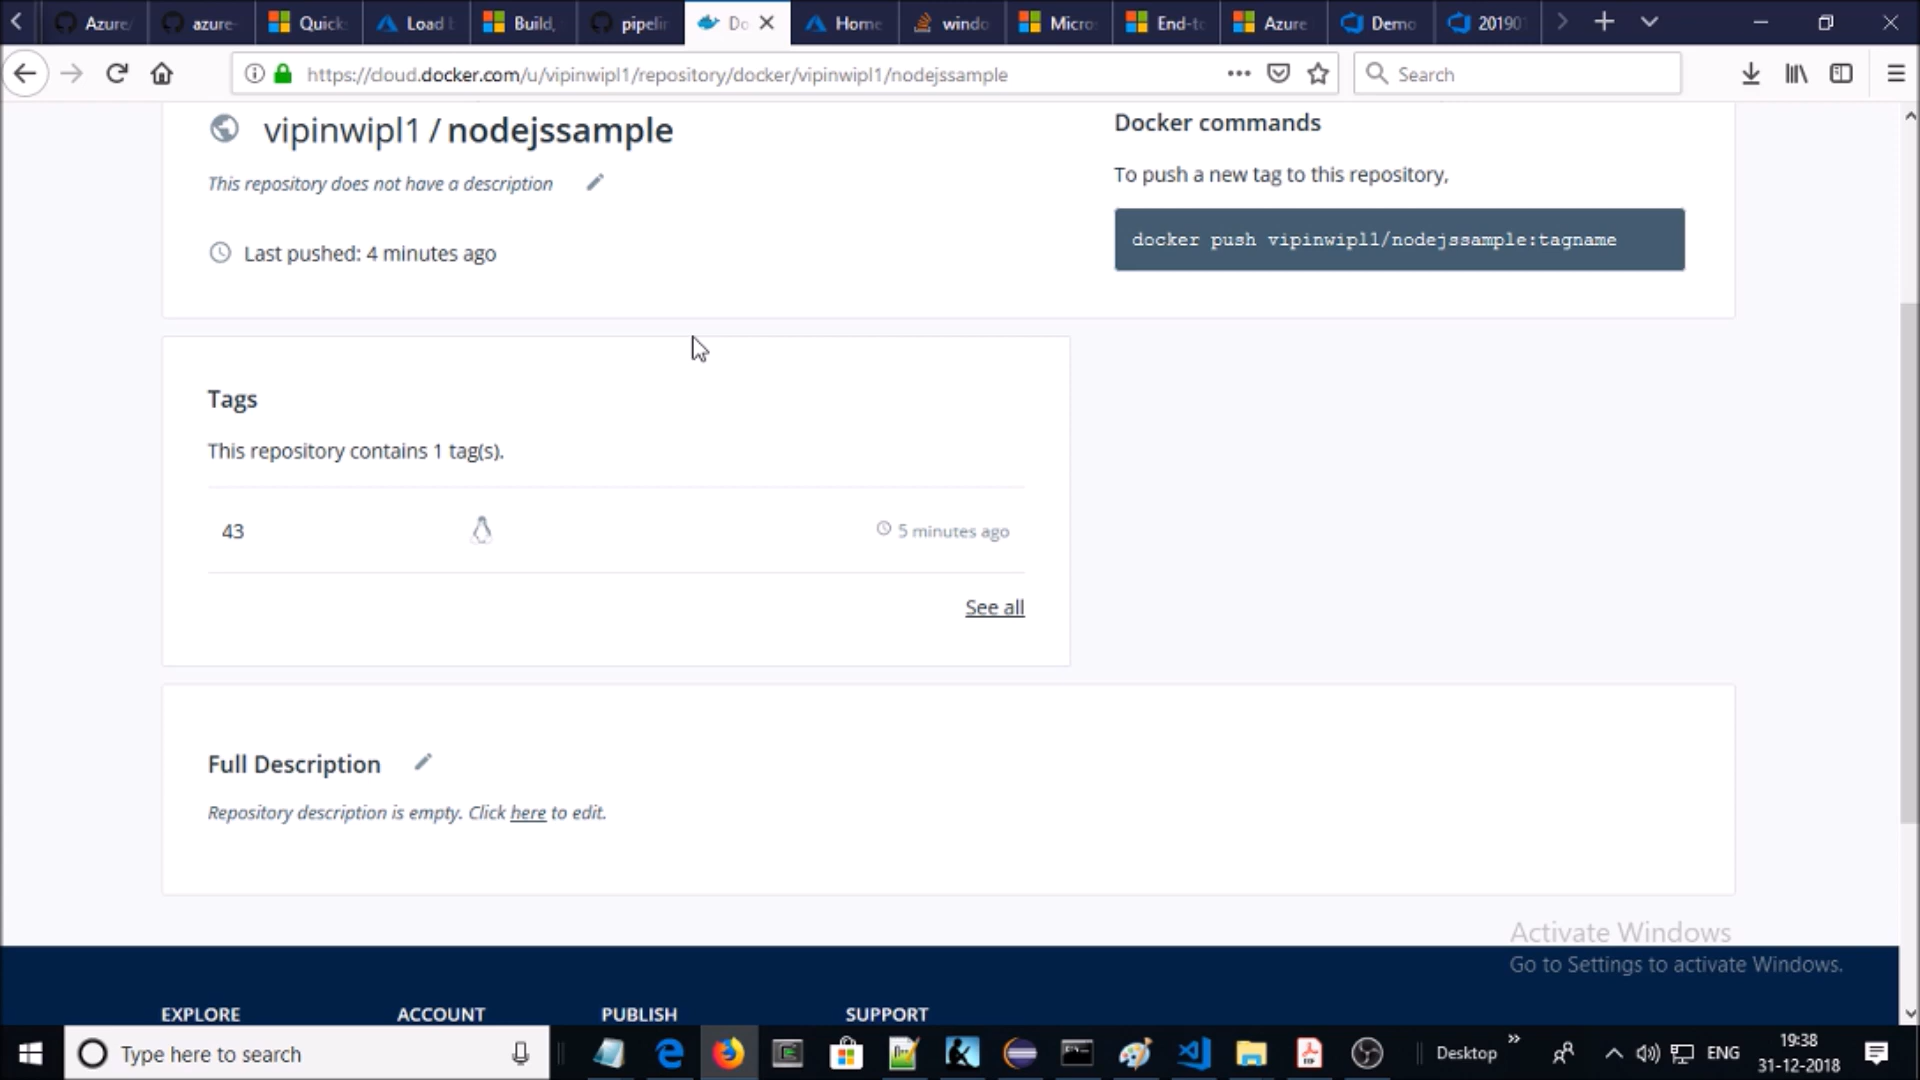 Azure/
azure-
Quick
Load b
Build,
pipelin
Do
Home
windo
Micro
End-to
Azure
Demo
20190
https://cloud.docker.com/u/vipinwipl1/repository/docker/vipinwipl1/nodejssample
Search
vipinwipl1 / nodejssample
This repository does not have a description
Last pushed: 4 minutes ago
Docker commands
To push a new tag to this repository,
docker push vipinwipl1/nodejssample:tagname
Tags
This repository contains 1 tag(s).
43
5 minutes ago
See all
Full Description
Repository description is empty. Click here to edit.
Activate Windows
Go to Settings to activate Windows.
EXPLORE
ACCOUNT
PUBLISH
SUPPORT
Type here to search
Desktop
ENG
19:38
31-12-2018